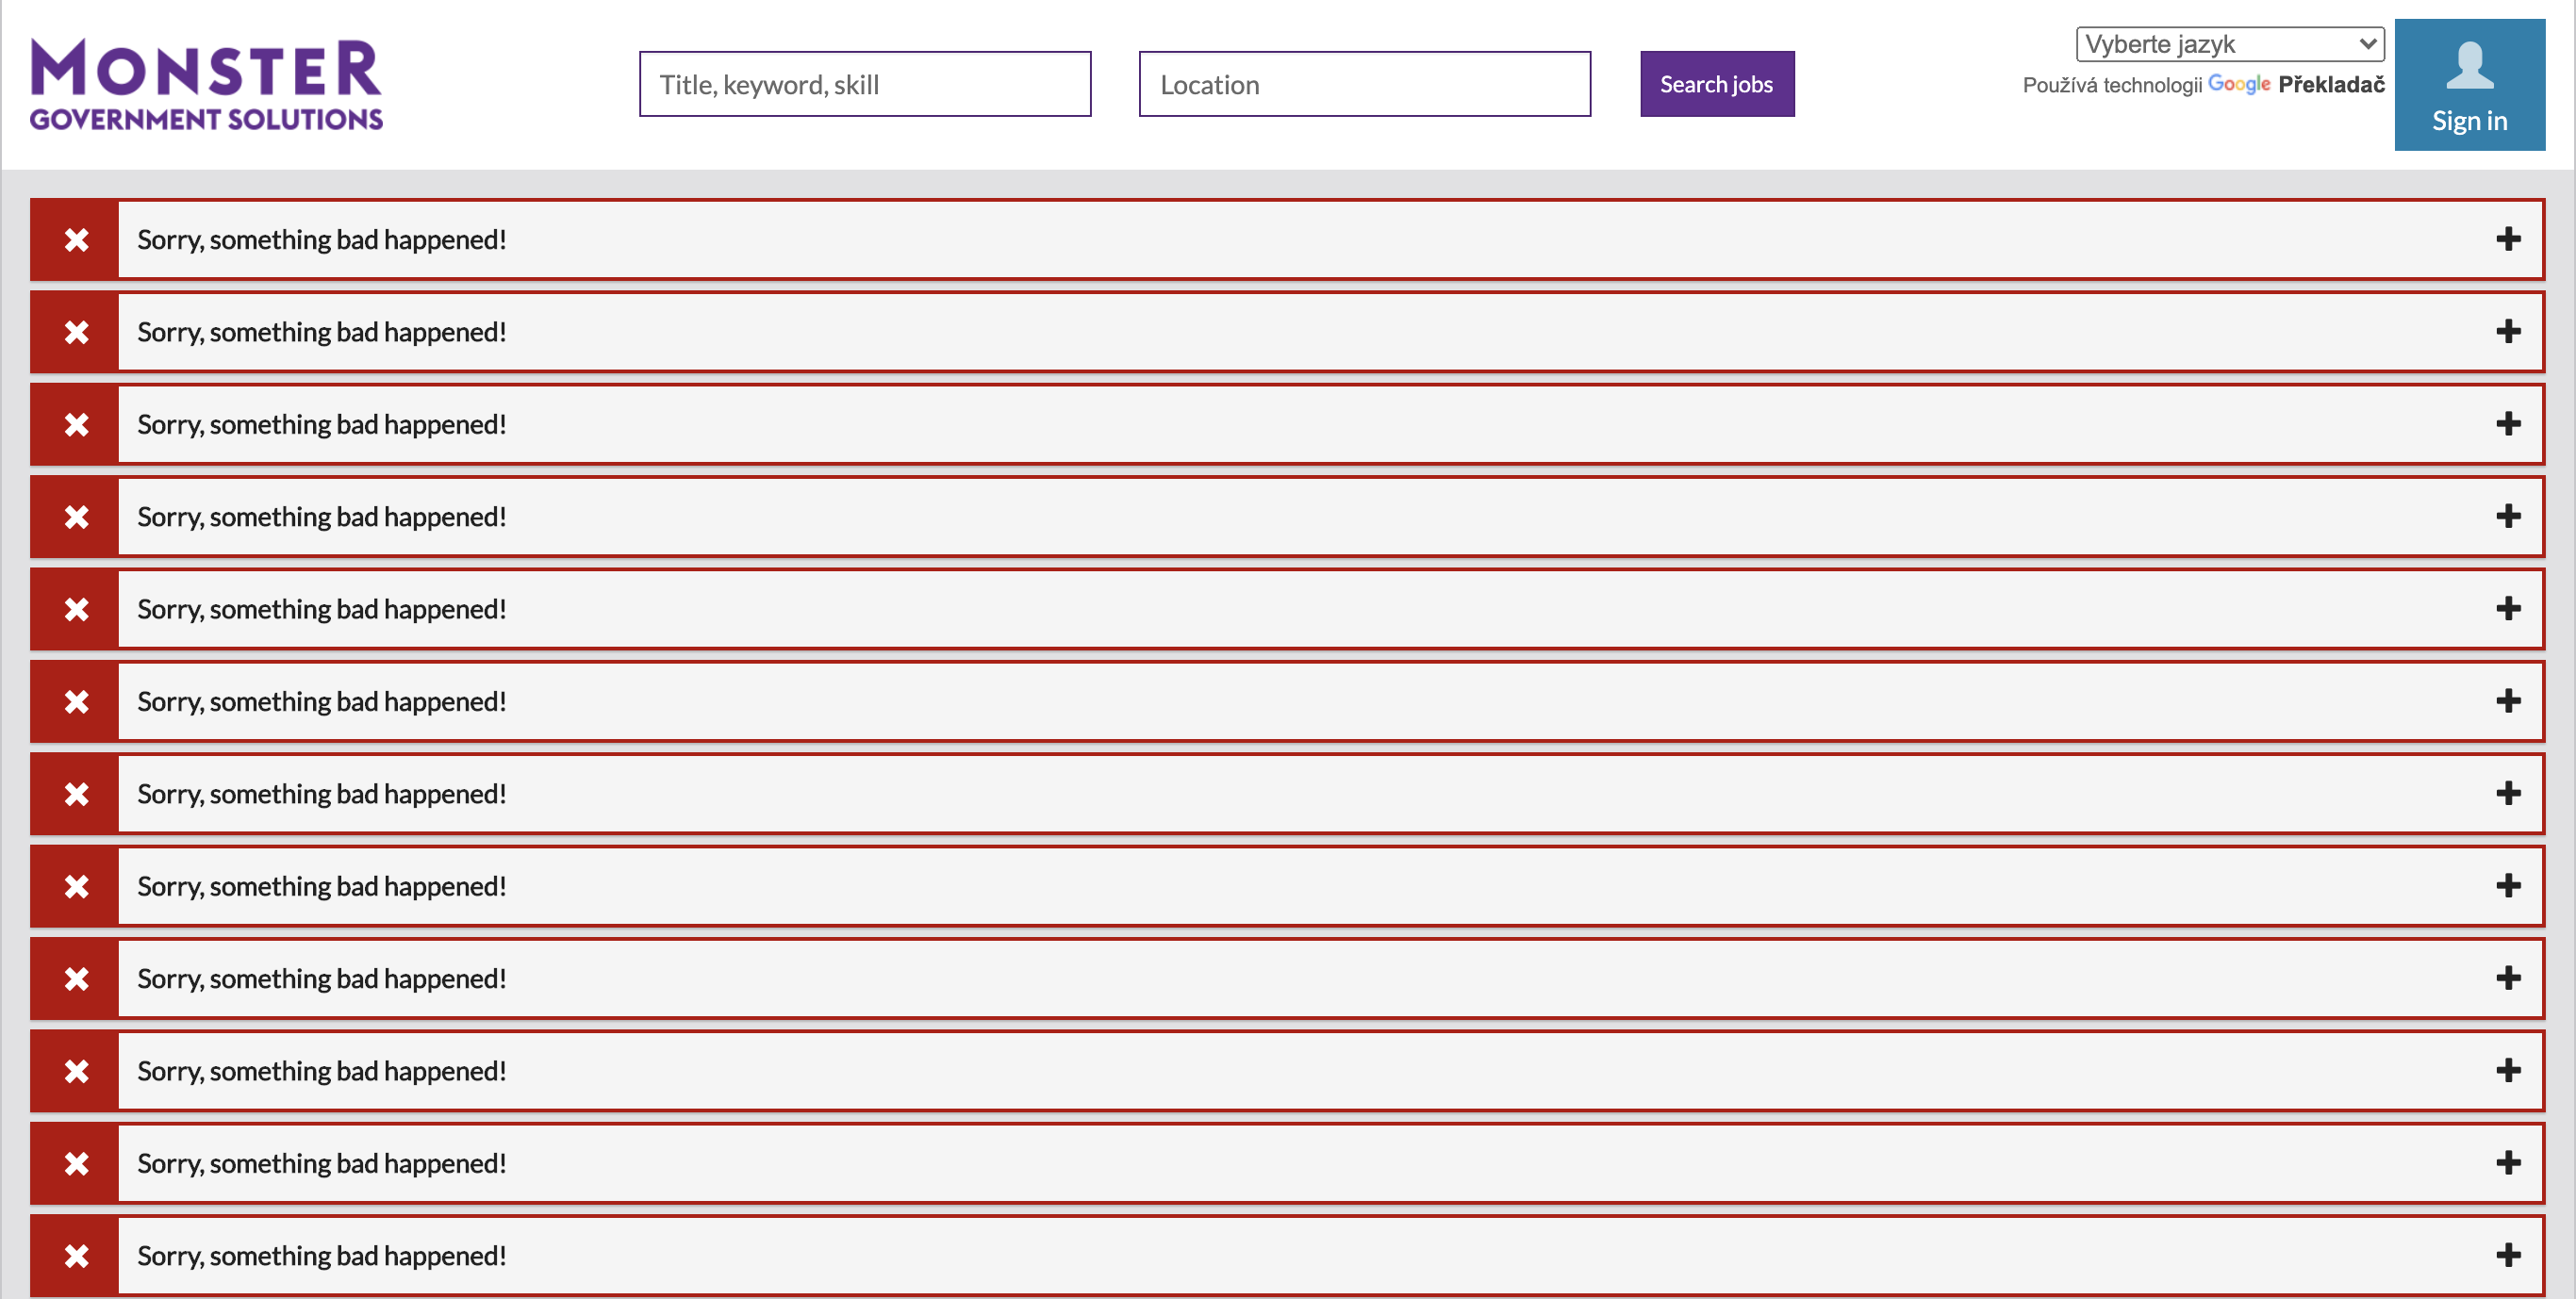 MONSTER
GOVERNMENT SOLUTIONS
Title, keyword, skill
Location
Search jobs
Vyberte jazyk
Používá technologii Google Překladač
Sign in
Sorry, something bad happened!
Sorry, something bad happened!
Sorry, something bad happened!
Sorry, something bad happened!
Sorry, something bad happened!
Sorry, something bad happened!
Sorry, something bad happened!
Sorry, something bad happened!
Sorry, something bad happened!
Sorry, something bad happened!
Sorry, something bad happened!
Sorry, something bad happened!